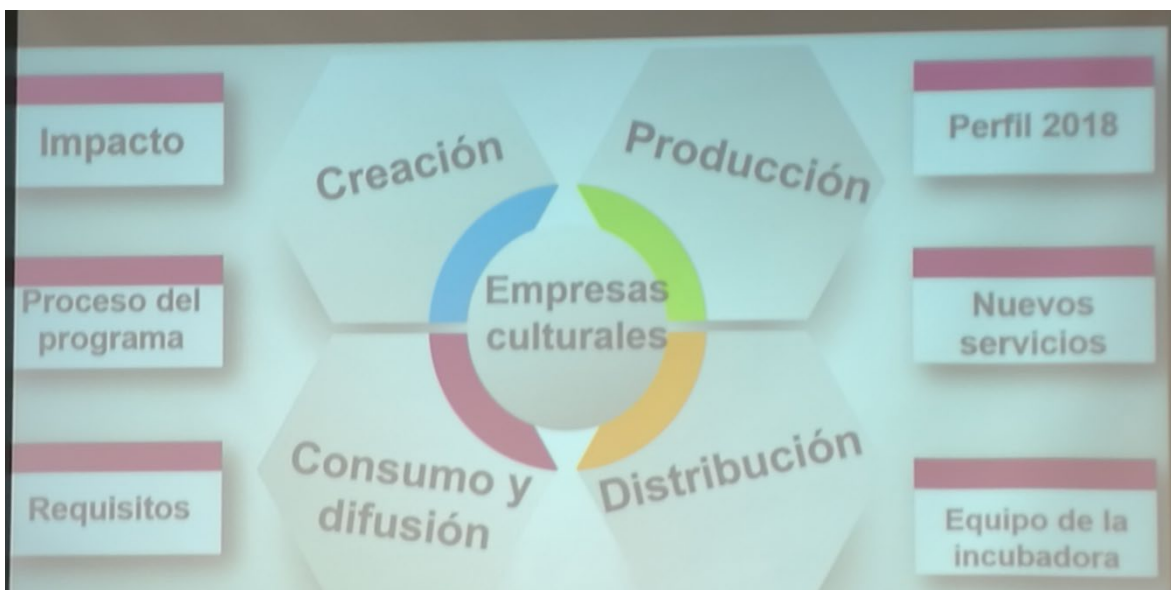 Impacto
Creación
Producción
Perfil 2018
Proceso del
programa
Empresas
culturales
Nuevos
servicios
Requisitos
Consumo y
difusión
Distribución
Equipo de la
incubadora